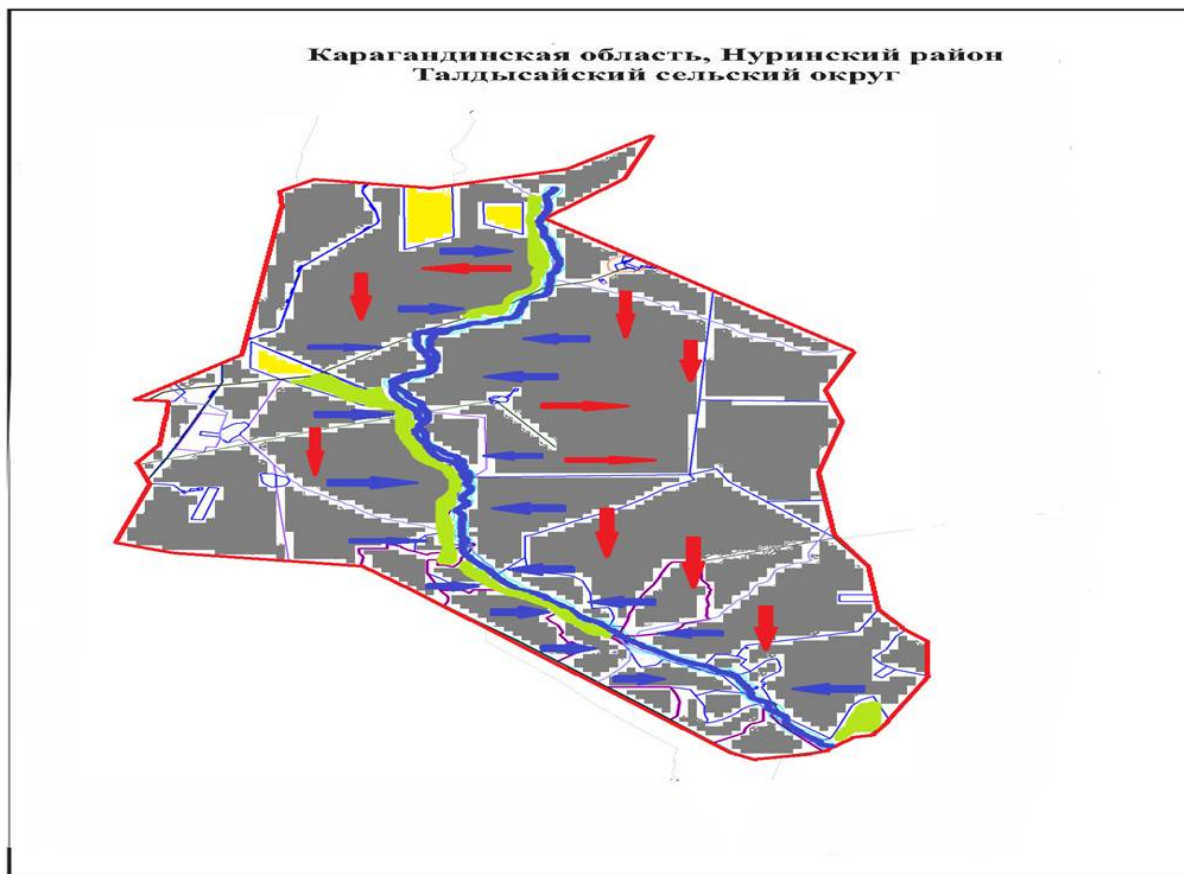 Карагандинская область, Нуринский район
Талдысайский сельский округ